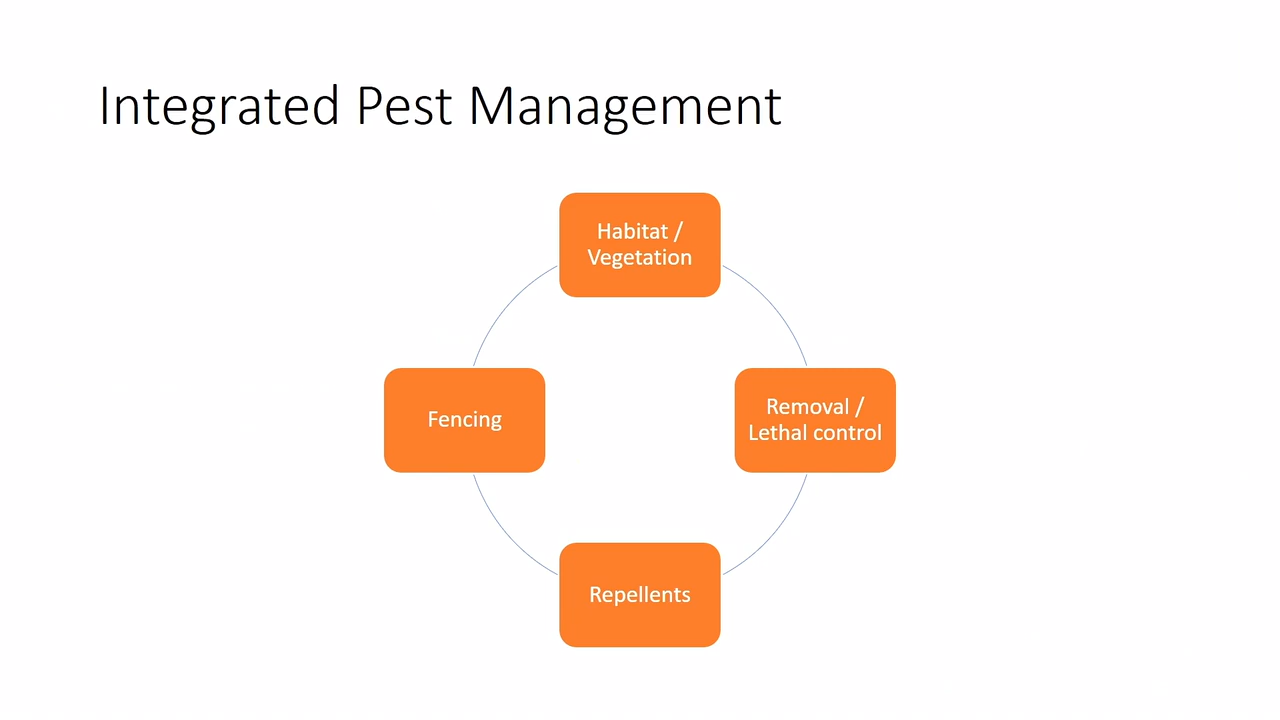 Integrated Pest Management
Habitat /
Vegetation
Fencing
Removal /
Lethal control
Repellents